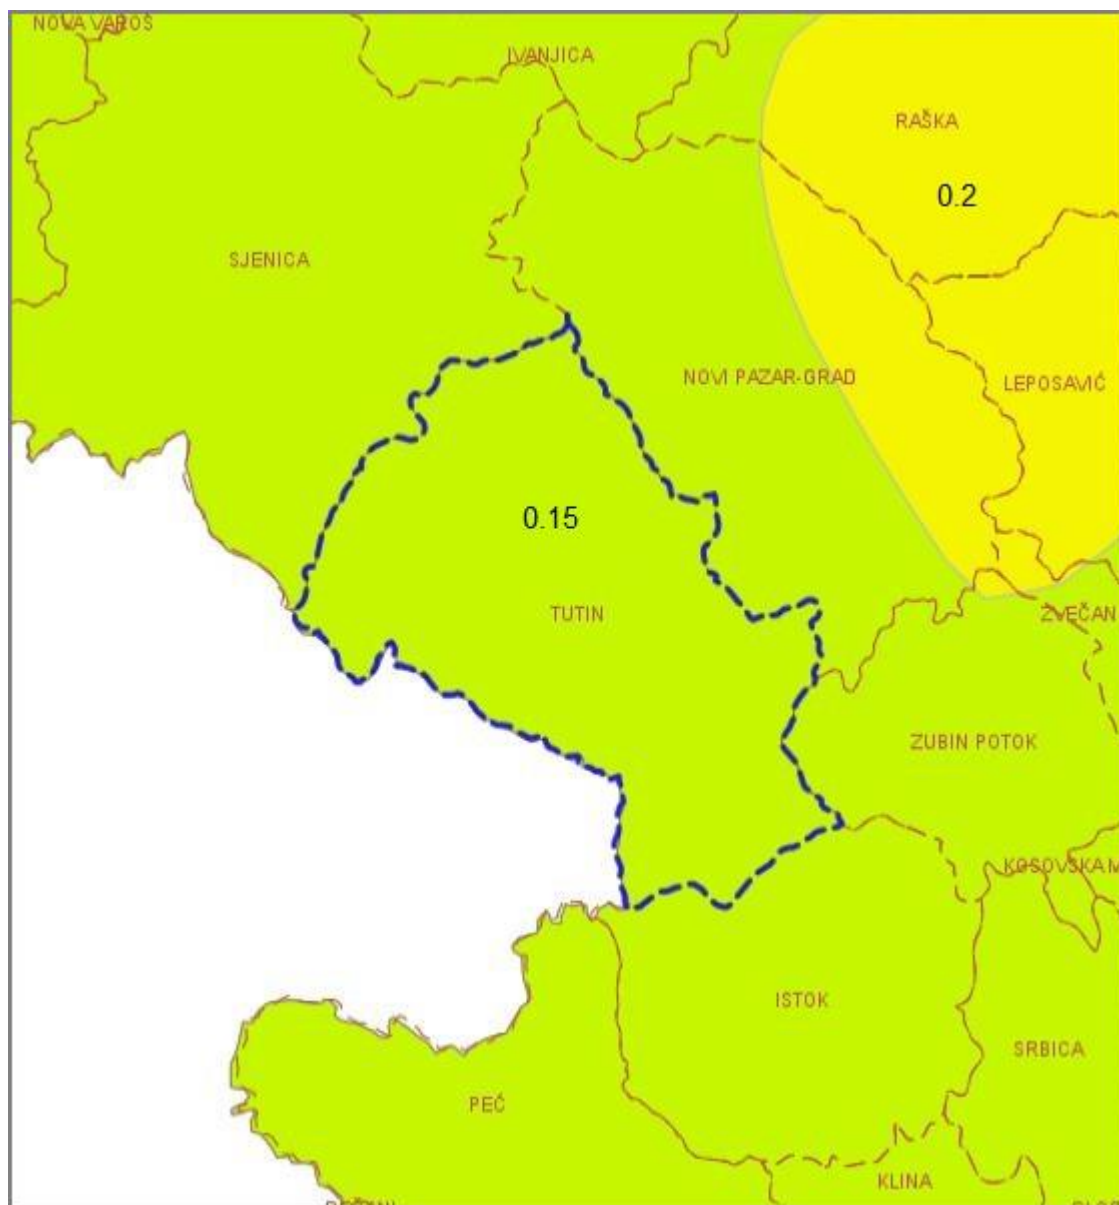 NOVA VAROŠ
IVANJICA
RAŠKA
0.2
SJENICA
NOVI PAZAR-GRAD
LEPOSAVIĆ
0.15
TUTIN
ZVEČAN
ZUBIN POTOK
KOSOVSKA M
ISTOK
SRBICA
PEĆ
KLINA